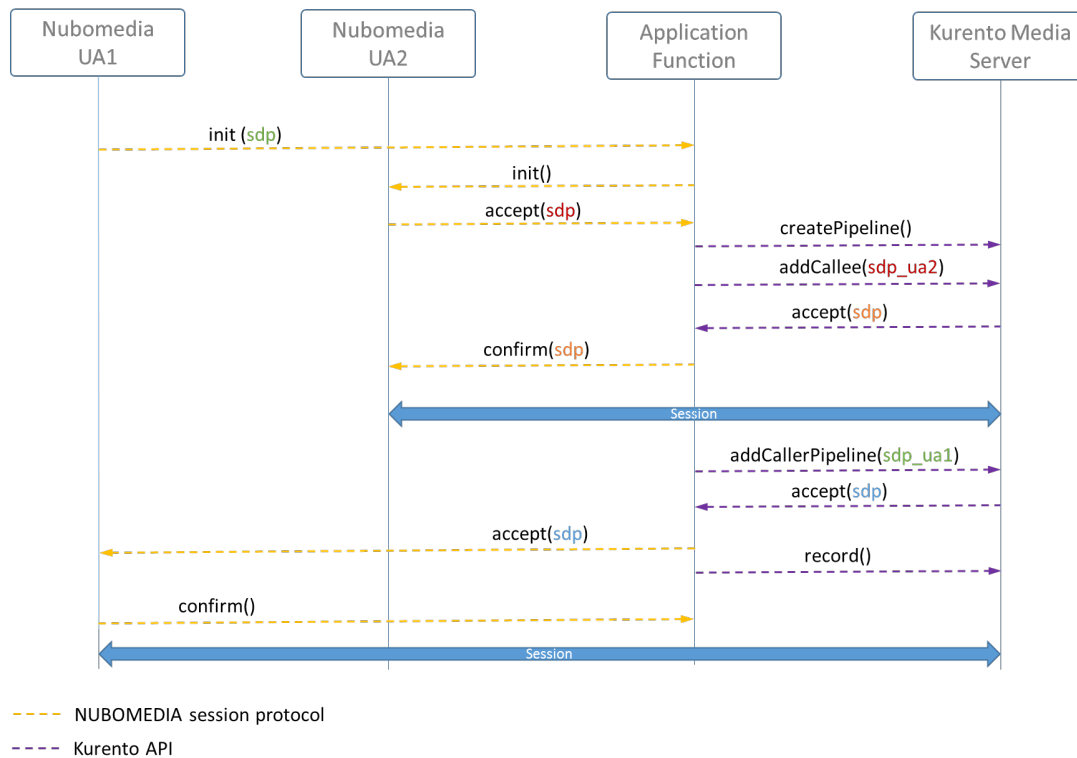 Nubomedia
UA1
Nubomedia
UA2
Application
Function
Kurento Media
Server
init (sdp)
init()
accept(sdp)
createPipeline()
addCallee(sdp_ua2)
accept(sdp)
confirm(sdp)
Session
addCallerPipeline(sdp_ua1)
accept(sdp)
accept(sdp)
record()
confirm()
Session
NUBOMEDIA session protocol
Kurento API